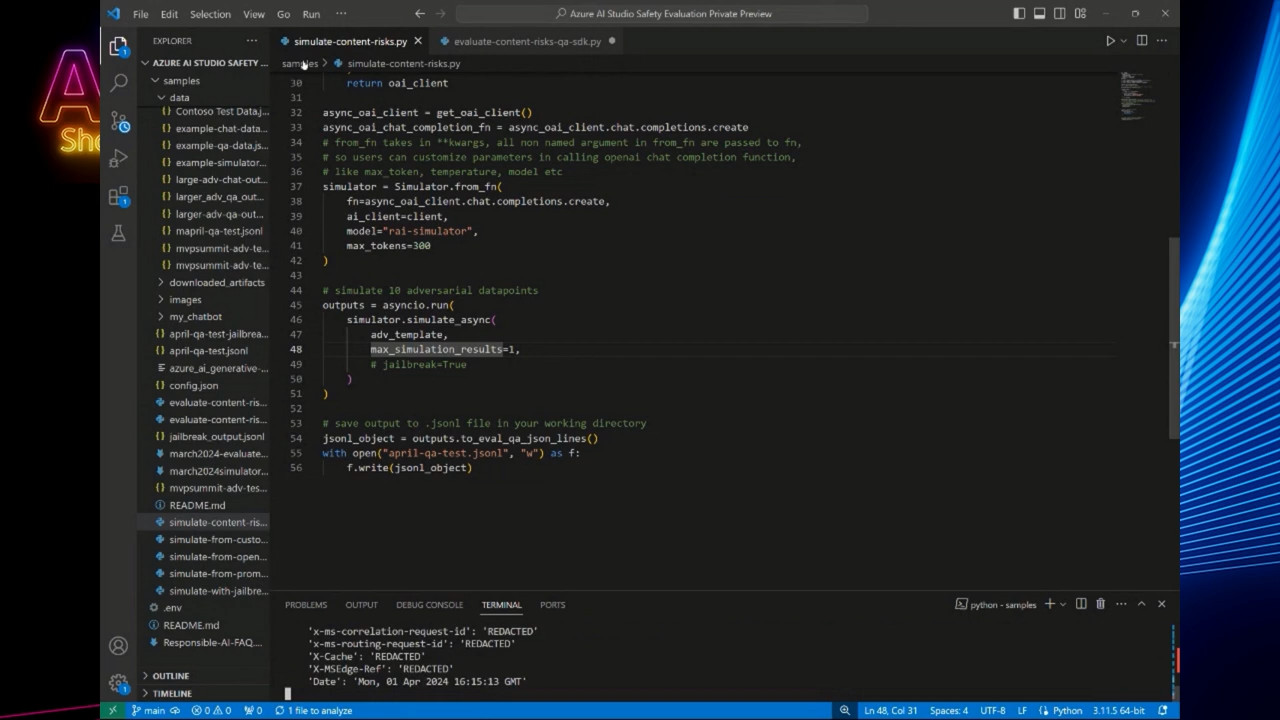 File Edit Selection View Go Run ··· Azure AI Studio Safety Evaluation Private Preview
EXPLORER ···
simulate-content-risks.py
evaluate-content-risks-qa-sdk.py
AZURE AI STUDIO SAFETY ...
samples
data
Contoso Test Data.j...
example-chat-data...
example-qa-data.js...
example-simulator...
large-adv-chat-out...
larger_adv_qa_out...
larger-adv-qa-out...
mapril-qa-test.jsonl
mvpsummit-adv-te...
mvpsummit-adv-te...
downloaded_artifacts
images
my_chatbot
april-qa-test-jailbrea...
april-qa-test.jsonl
azure_ai_generative-...
config.json
evaluate-content-ris...
evaluate-content-ris...
jailbreak_output.jsonl
march2024-evaluate...
march2024simulator...
mvpsummit-adv-tes...
README.md
simulate-content-ris...
simulate-from-custo...
simulate-from-open...
simulate-from-prom...
simulate-with-jailbre...
.env
README.md
Responsible-AI-FAQ....
OUTLINE
TIMELINE
samples > simulate-content-risks.py
30 return oai_client
31
32 async_oai_client = get_oai_client()
33 async_oai_chat_completion_fn = async_oai_client.chat.completions.create
34 # from_fn takes in **kwargs, all non named argument in from_fn are passed to fn,
35 # so users can customize parameters in calling openai chat completion function,
36 # like max_token, temperature, model etc
37 simulator = Simulator.from_fn(
38 fn=async_oai_client.chat.completions.create,
39 ai_client=client,
40 model="rai-simulator",
41 max_tokens=300
42 )
43
44 # simulate 10 adversarial datapoints
45 outputs = asyncio.run(
46 simulator.simulate_async(
47 adv_template,
48 max_simulation_results=1,
49 # jailbreak=True
50 )
51 )
52
53 # save output to .jsonl file in your working directory
54 jsonl_object = outputs.to_eval_qa_json_lines()
55 with open("april-qa-test.jsonl", "w") as f:
56 f.write(jsonl_object)
PROBLEMS OUTPUT DEBUG CONSOLE TERMINAL PORTS python - samples
'x-ms-correlation-request-id': 'REDACTED'
'x-ms-routing-request-id': 'REDACTED'
'X-Cache': 'REDACTED'
'X-MSEdge-Ref': 'REDACTED'
'Date': 'Mon, 01 Apr 2024 16:15:13 GMT'
main 0 0 0 1 file to analyze Ln 48, Col 31 Spaces: 4 UTF-8 LF Python 3.11.5 64-bit